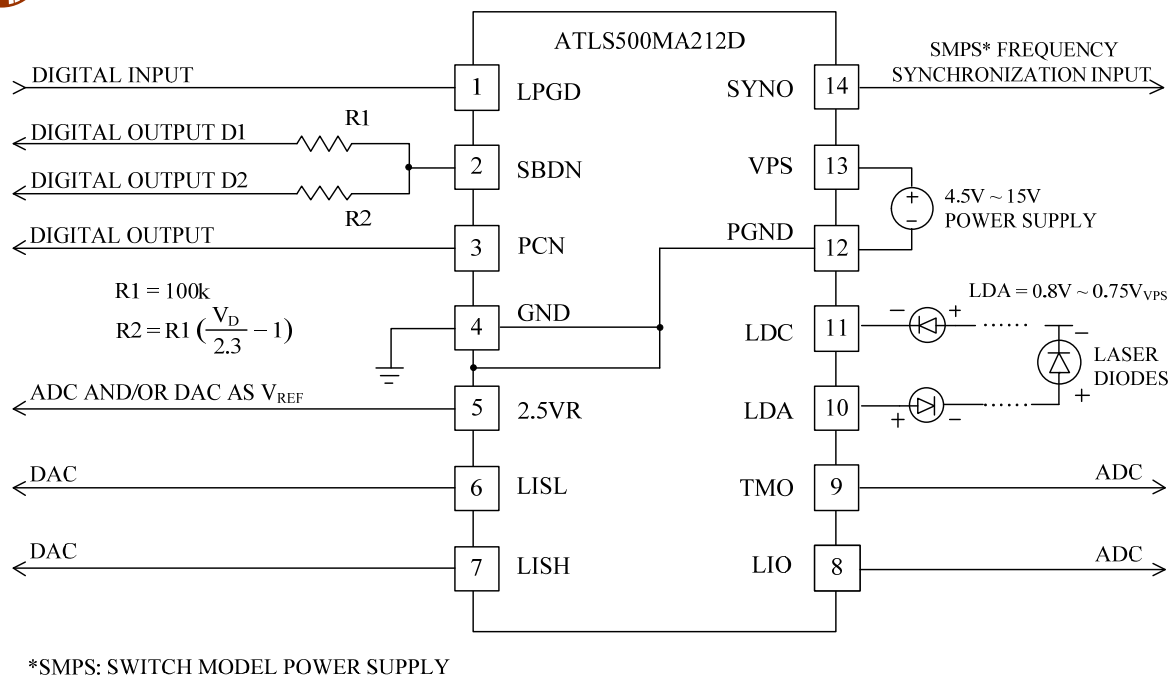 ATLS500MA212D
DIGITAL INPUT
1
LPGD
DIGITAL OUTPUT D1
R1
DIGITAL OUTPUT D2
R2
2
SBDN
DIGITAL OUTPUT
3
PCN
R1 = 100k
R2 = R1 (V_D/2.3 − 1)
4
GND
ADC AND/OR DAC AS V_REF
5
2.5VR
DAC
6
LISL
DAC
7
LISH
SMPS* FREQUENCY
SYNCHRONIZATION INPUT
SYNO
14
VPS
13
+
−
4.5V ~ 15V
POWER SUPPLY
PGND
12
LDA = 0.8V ~ 0.75V_VPS
LDC
11
− +
......
−
LASER
DIODES
+
LDA
10
+ −
......
TMO
9
ADC
LIO
8
ADC
*SMPS: SWITCH MODEL POWER SUPPLY